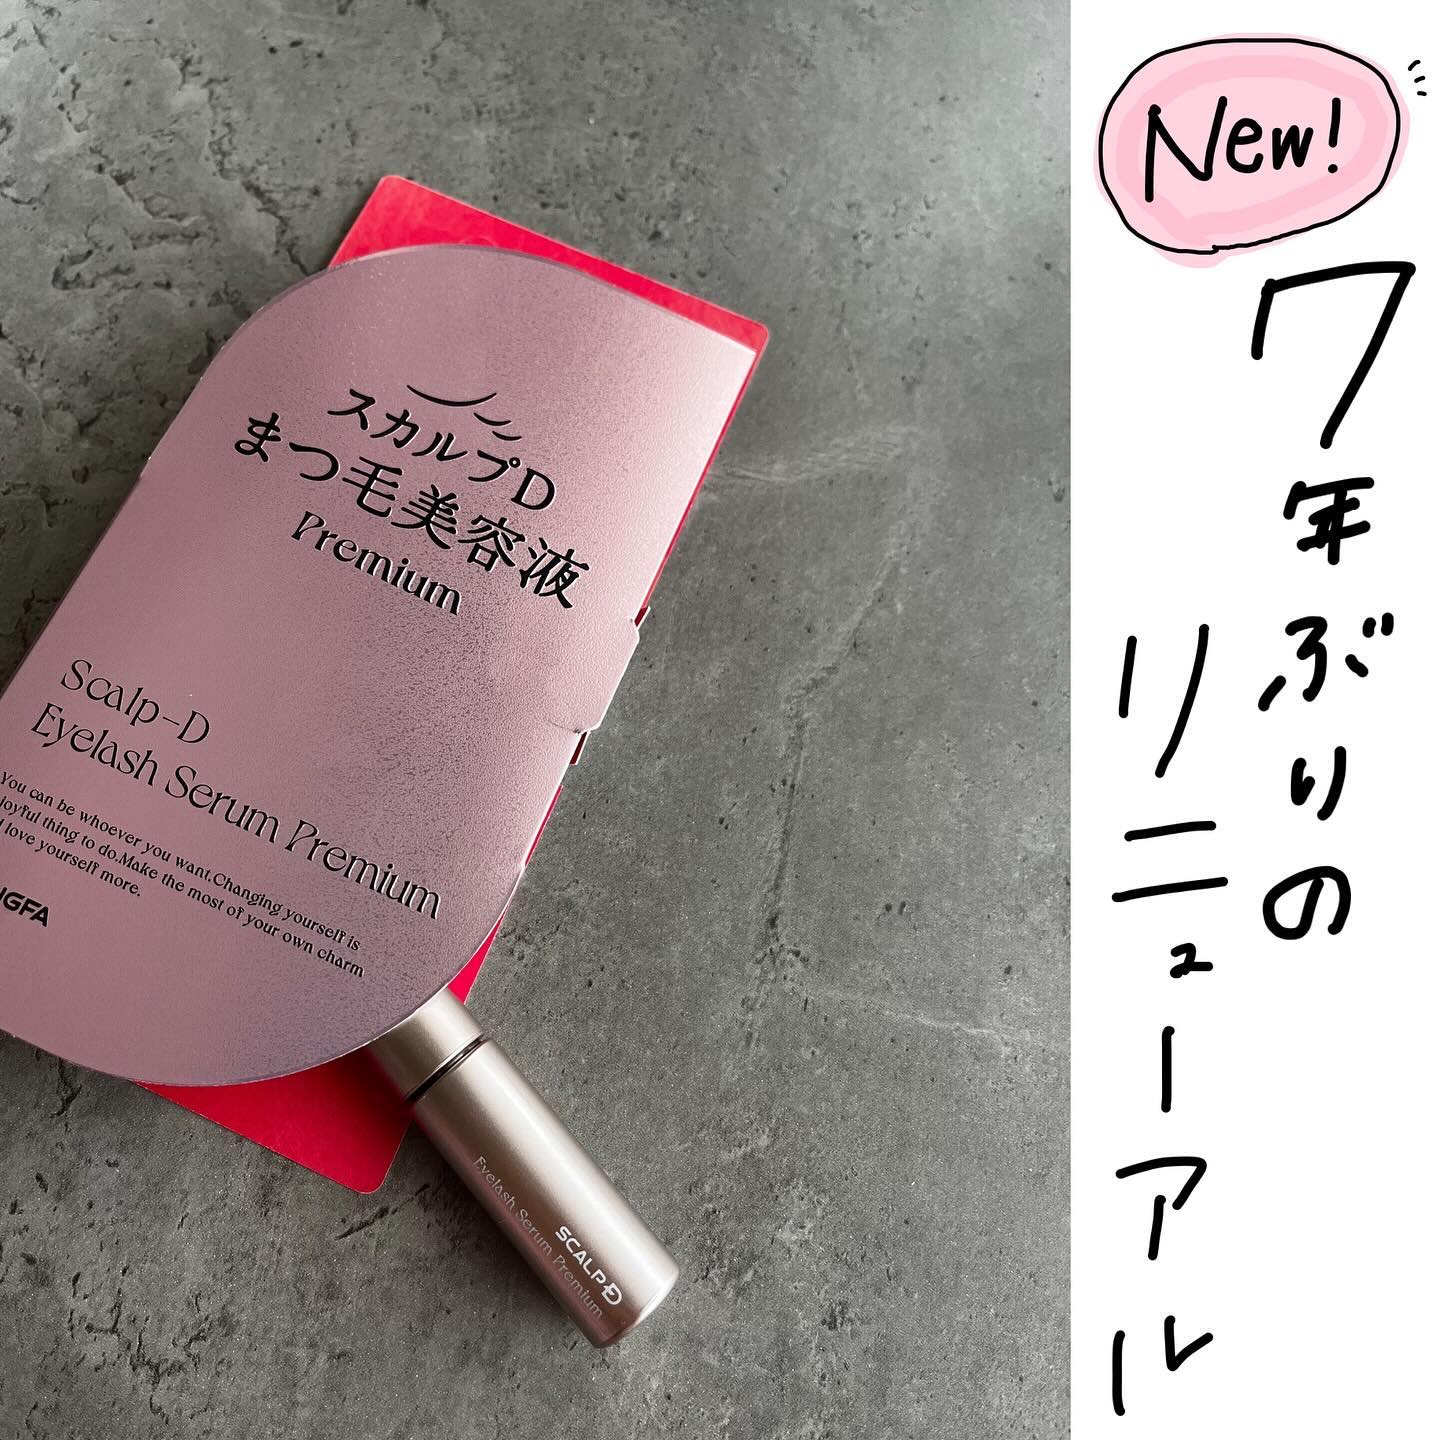 New!
7年ぶりの
リニューアル
スカルプD
まつ毛美容液
Premium
Scalp-D
Eyelash Serum Premium
You can be whoever you want.Changing yourself is
joyful thing to do.Make the most of your own charm
love yourself more.
NGFA
SCALP D
Eyelash Serum Premium